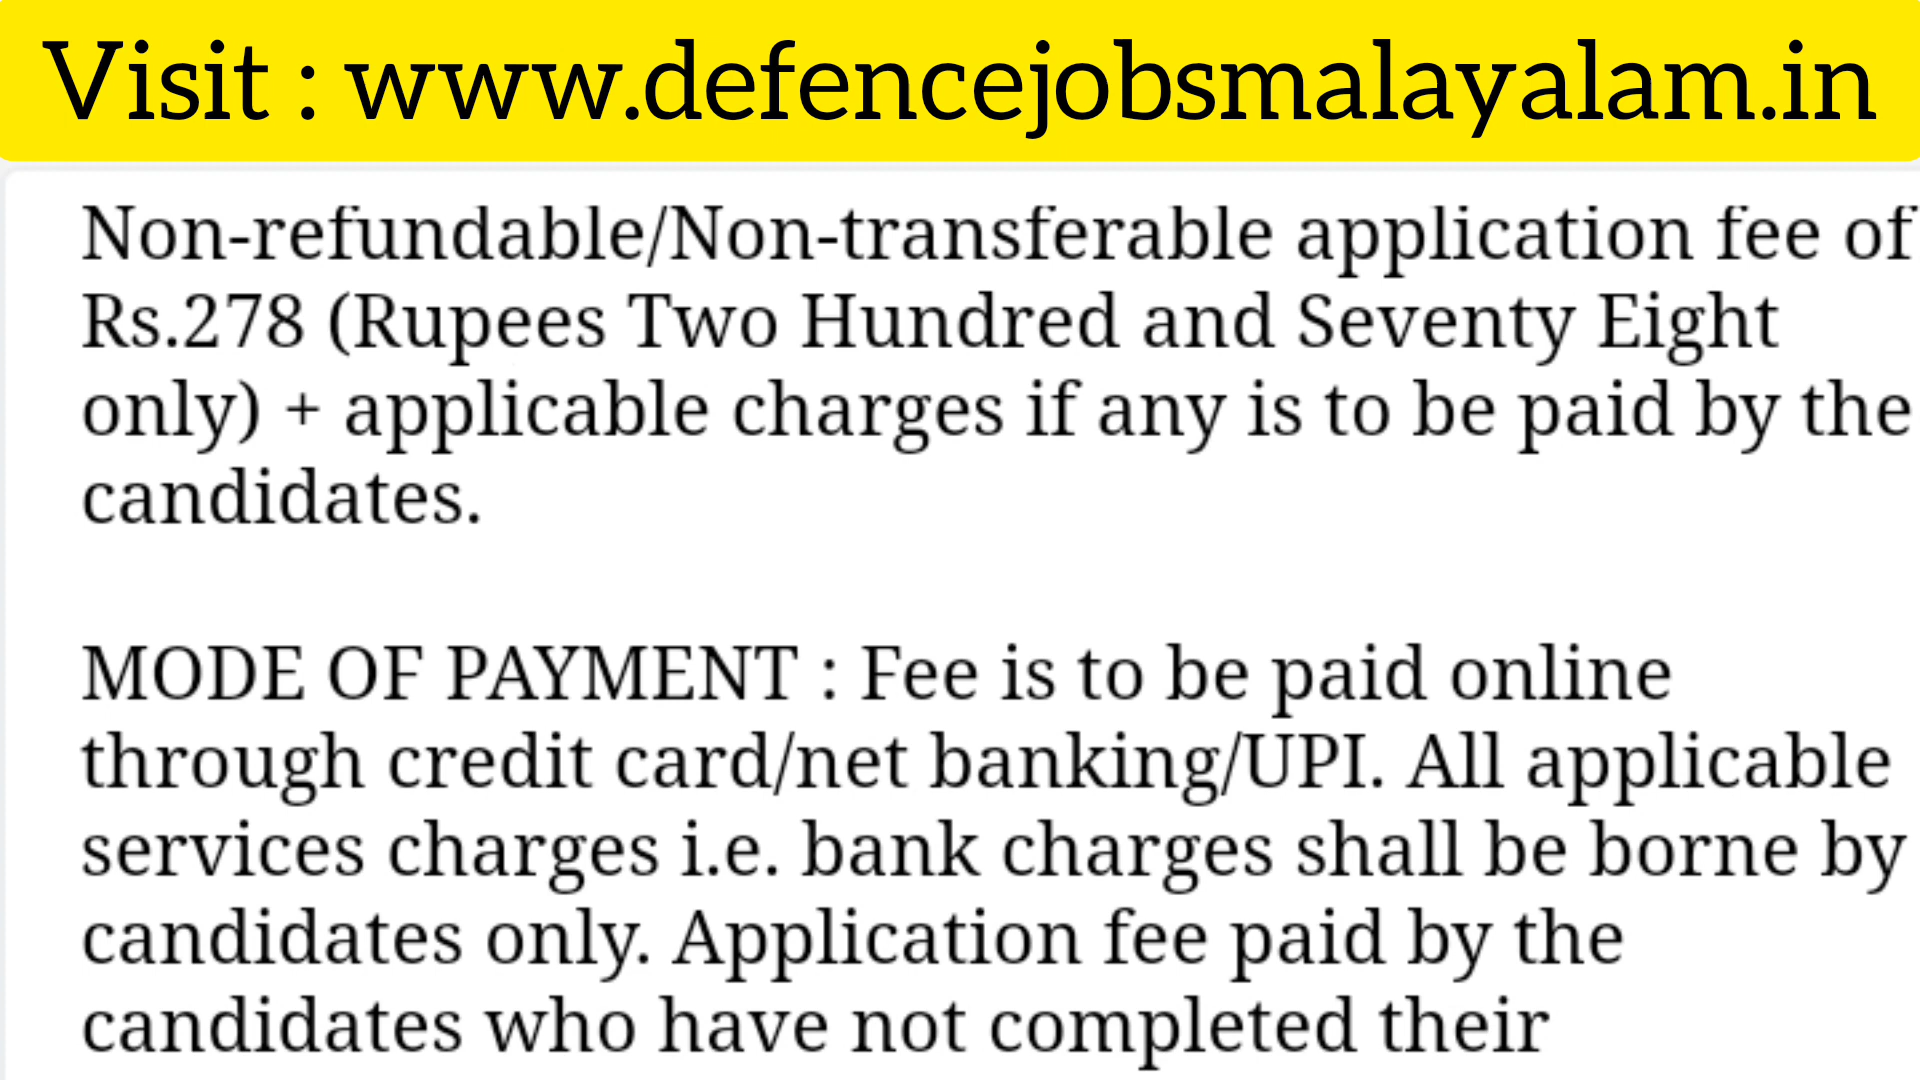 Visit : www.defencejobsmalayalam.in
Non-refundable/Non-transferable application fee of
Rs.278 (Rupees Two Hundred and Seventy Eight
only) + applicable charges if any is to be paid by the
candidates.
MODE OF PAYMENT : Fee is to be paid online
through credit card/net banking/UPI. All applicable
services charges i.e. bank charges shall be borne by
candidates only. Application fee paid by the
candidates who have not completed their